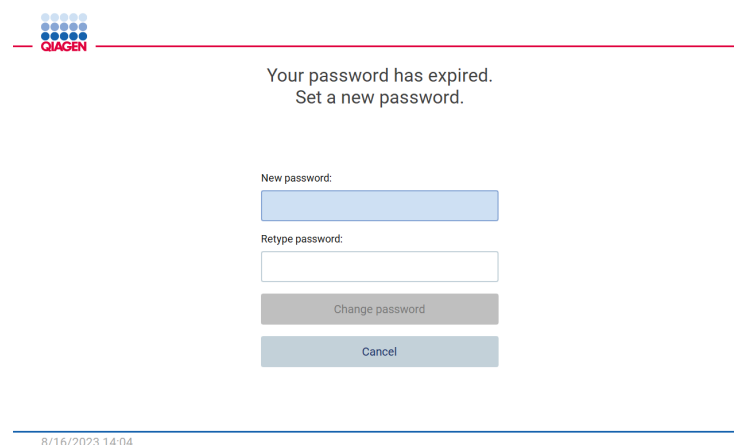 QIAGEN
Your password has expired.
Set a new password.
New password:
Retype password:
Change password
Cancel
8/16/2023 14:04